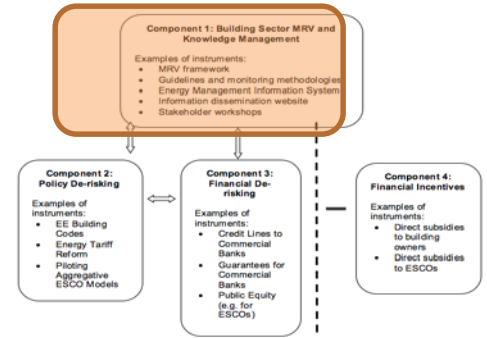 Component 1: Building Sector MRV and
Knowledge Management
Examples of instruments:
• MRV framework
• Guidelines and monitoring methodologies
• Energy Management Information System
• Information dissemination website
• Stakeholder workshops
Component 2:
Policy De-risking
Examples of
instruments:
• EE Building
Codes
• Energy Tariff
Reform
• Piloting
Aggregative
ESCO Models
Component 3:
Financial De-
risking
Examples of
instruments:
• Credit Lines to
Commercial
Banks
• Guarantees for
Commercial
Banks
• Public Equity
(e.g. for
ESCOs)
Component 4:
Financial Incentives
Examples of
instruments:
• Direct subsidies
to building
owners
• Direct subsidies
to ESCOs